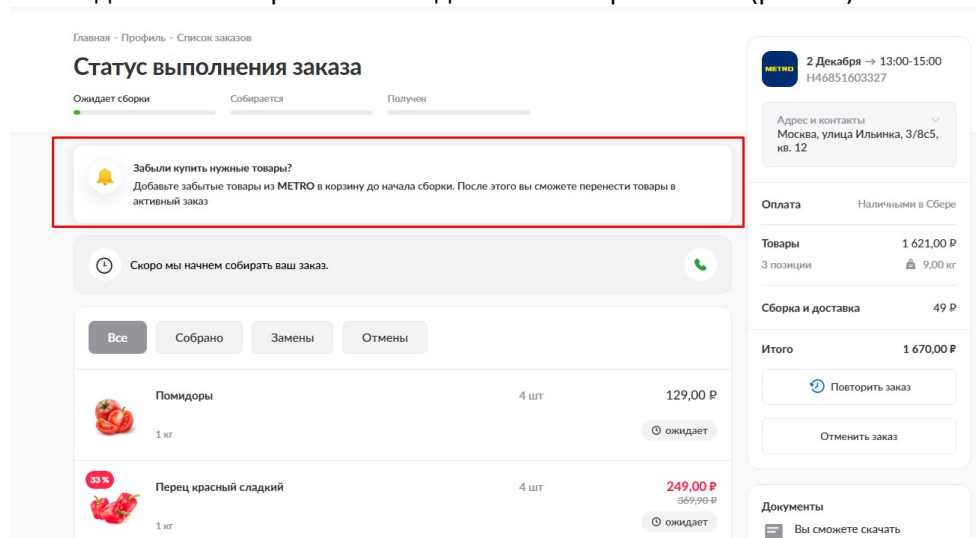 Главная - Профиль - Список заказов
Статус выполнения заказа
Ожидает сборки
Собирается
Получен
Забыли купить нужные товары?
Добавьте забытые товары из METRO в корзину до начала сборки. После этого вы сможете перенести товары в
активный заказ
Скоро мы начнем собирать ваш заказ.
Все
Собрано
Замены
Отмены
Помидоры
4 шт
129,00 ₽
1 кг
ожидает
33 %
Перец красный сладкий
4 шт
249,00 ₽
369,90 ₽
1 кг
ожидает
METRO
2 Декабря → 13:00-15:00
H46851603327
Адрес и контакты
Москва, улица Ильинка, 3/8с5,
кв. 12
Оплата
Наличными в Сбере
Товары
1 621,00 ₽
3 позиции
9,00 кг
Сборка и доставка
49 ₽
Итого
1 670,00 ₽
Повторить заказ
Отменить заказ
Документы
Вы сможете скачать